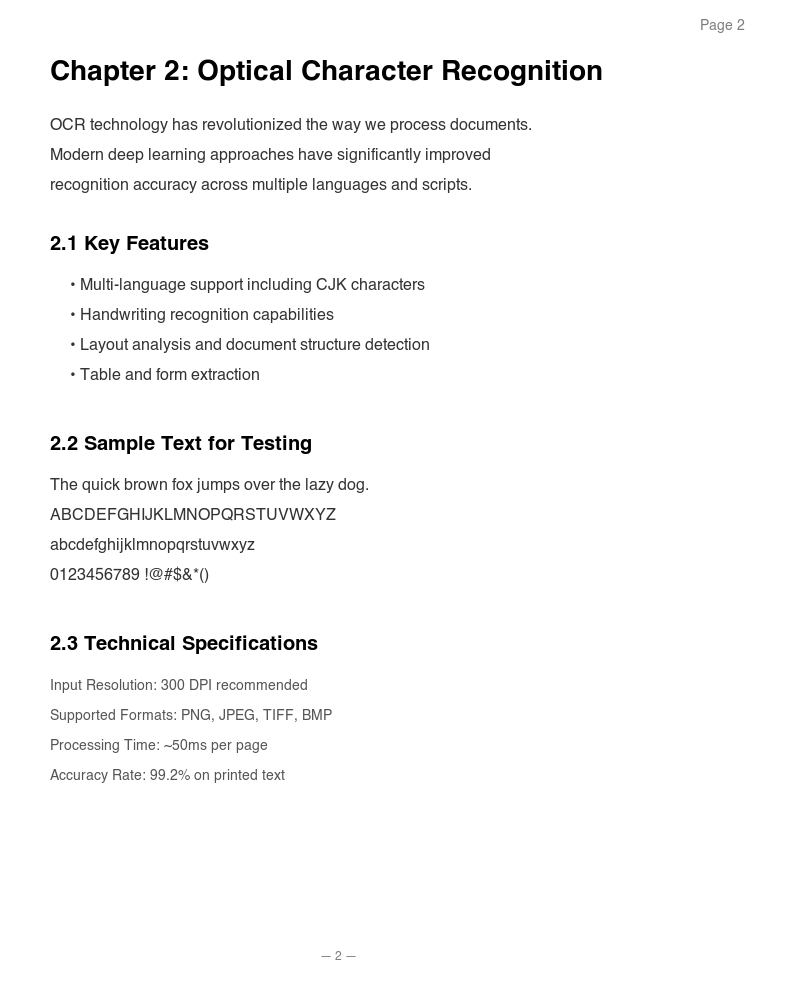 Page 2
Chapter 2: Optical Character Recognition
OCR technology has revolutionized the way we process documents.
Modern deep learning approaches have significantly improved
recognition accuracy across multiple languages and scripts.
2.1 Key Features
• Multi-language support including CJK characters
• Handwriting recognition capabilities
• Layout analysis and document structure detection
• Table and form extraction
2.2 Sample Text for Testing
The quick brown fox jumps over the lazy dog.
ABCDEFGHIJKLMNOPQRSTUVWXYZ
abcdefghijklmnopqrstuvwxyz
0123456789 !@#$&*()
2.3 Technical Specifications
Input Resolution: 300 DPI recommended
Supported Formats: PNG, JPEG, TIFF, BMP
Processing Time: ~50ms per page
Accuracy Rate: 99.2% on printed text
— 2 —